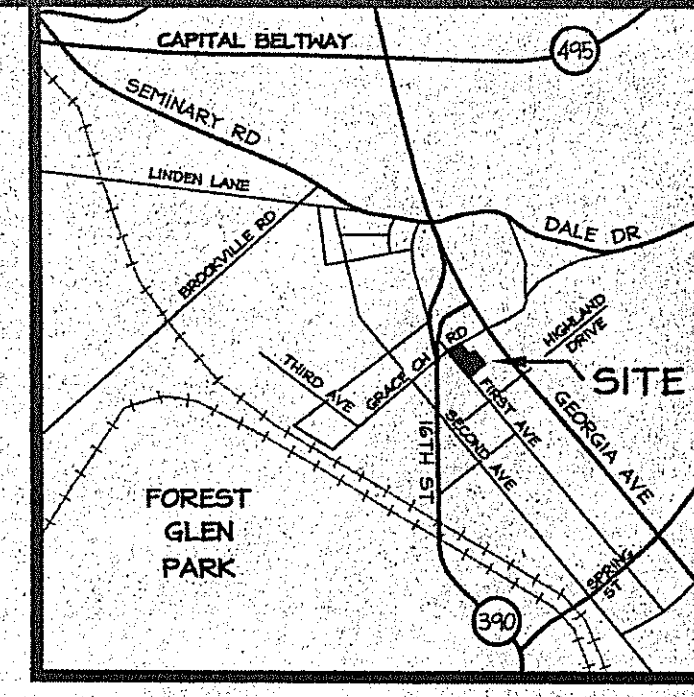 CAPITAL BELTWAY
495
SEMINARY RD
LINDEN LANE
BROOKVILLE RD
DALE DR
HIGHLAND
DRIVE
THIRD AVE
GRACE CH RD
SITE
FIRST AVE
GEORGIA AVE
SECOND AVE
16TH ST
FOREST
GLEN
PARK
SPRING
ST
390